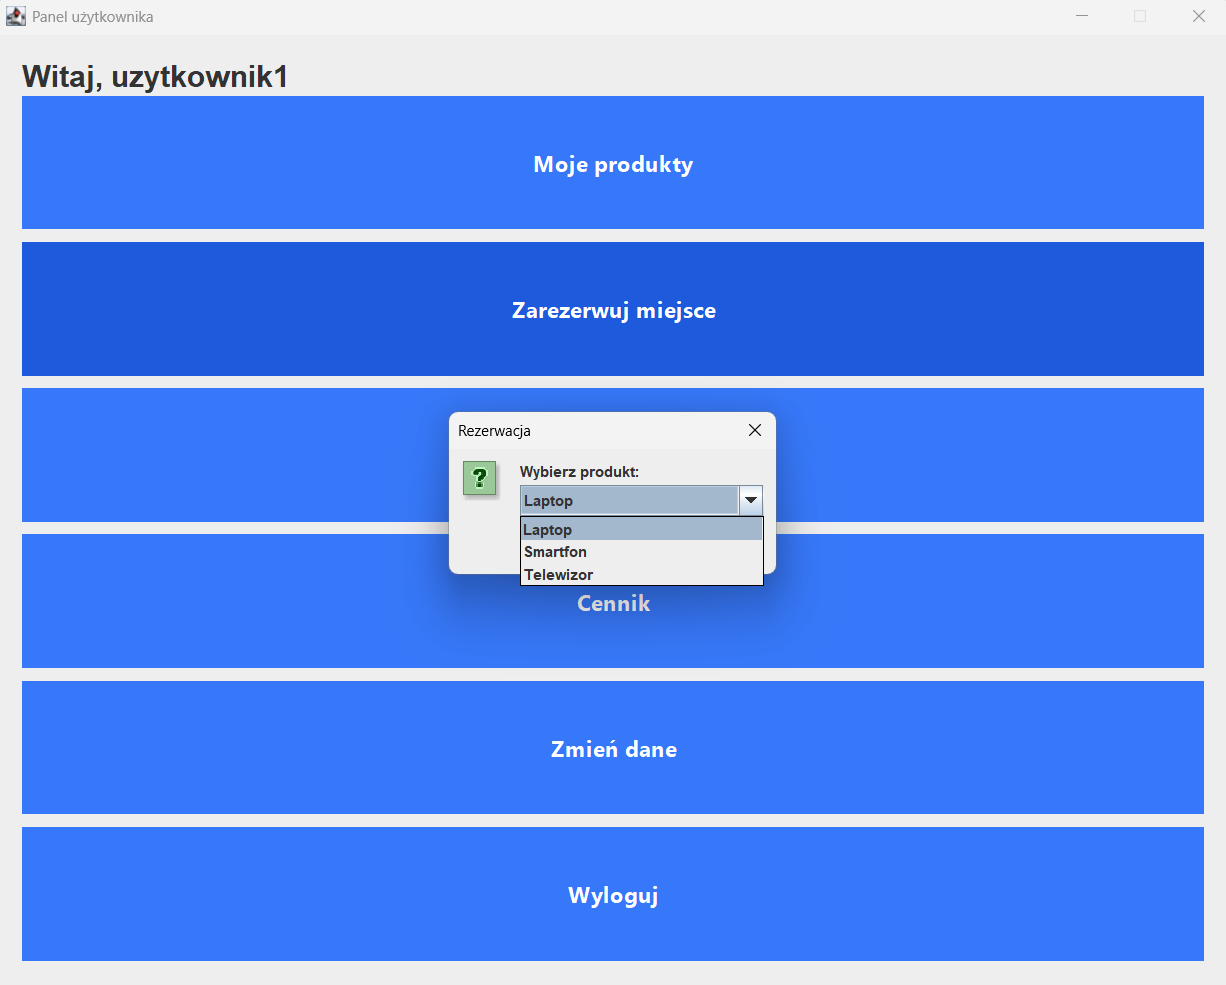 Panel użytkownika
Witaj, uzytkownik1
Moje produkty
Zarezerwuj miejsce
Rezerwacja
?
Wybierz produkt:
Laptop
Laptop
Smartfon
Telewizor
Cennik
Zmień dane
Wyloguj